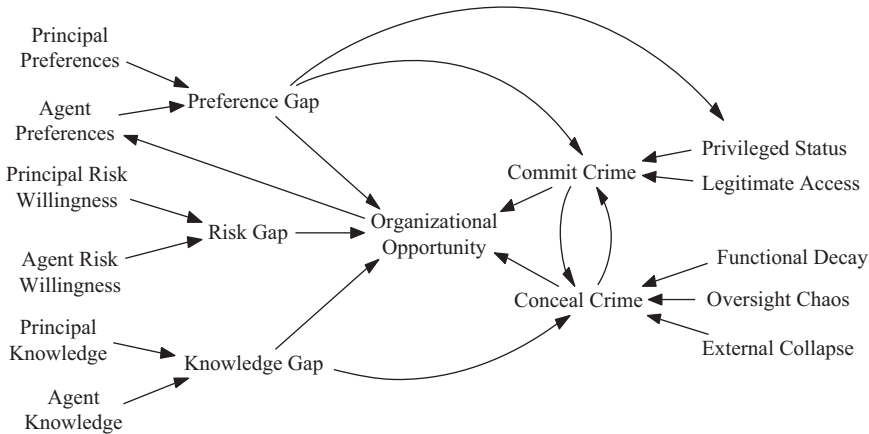 Principal
Preferences
Preference Gap
Agent
Preferences
Privileged Status
Commit Crime
Legitimate Access
Principal Risk
Willingness
Organizational
Opportunity
Risk Gap
Agent Risk
Willingness
Functional Decay
Conceal Crime
Oversight Chaos
Principal
Knowledge
External Collapse
Knowledge Gap
Agent
Knowledge